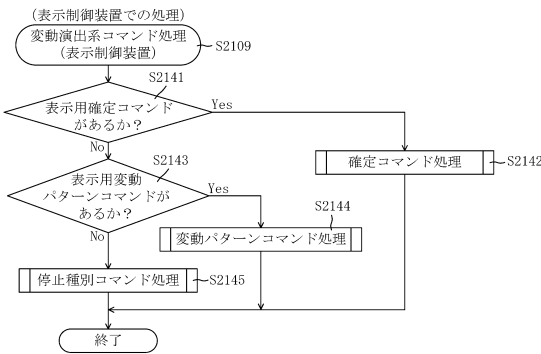 (表示制御装置での処理)
変動演出系コマンド処理
(表示制御装置)
S2109
S2141
表示用確定コマンド
があるか？
Yes
No
確定コマンド処理
S2142
S2143
表示用変動
パターンコマンドが
あるか？
Yes
No
S2144
変動パターンコマンド処理
停止種別コマンド処理
S2145
終了